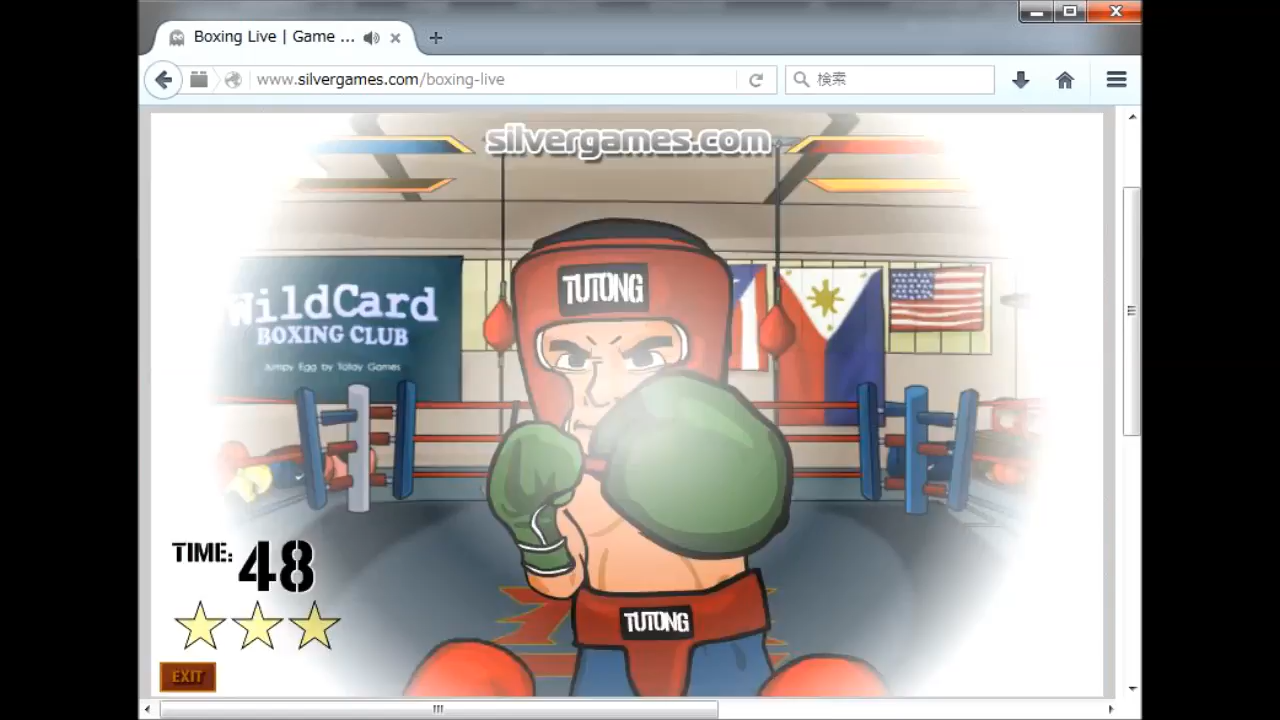 Boxing Live | Game ...
www.silvergames.com/boxing-live
検索
silvergames.com
TUTONG
WildCard
BOXING CLUB
Jumpy Egg by Tatay Games
TIME: 48
TUTONG
EXIT